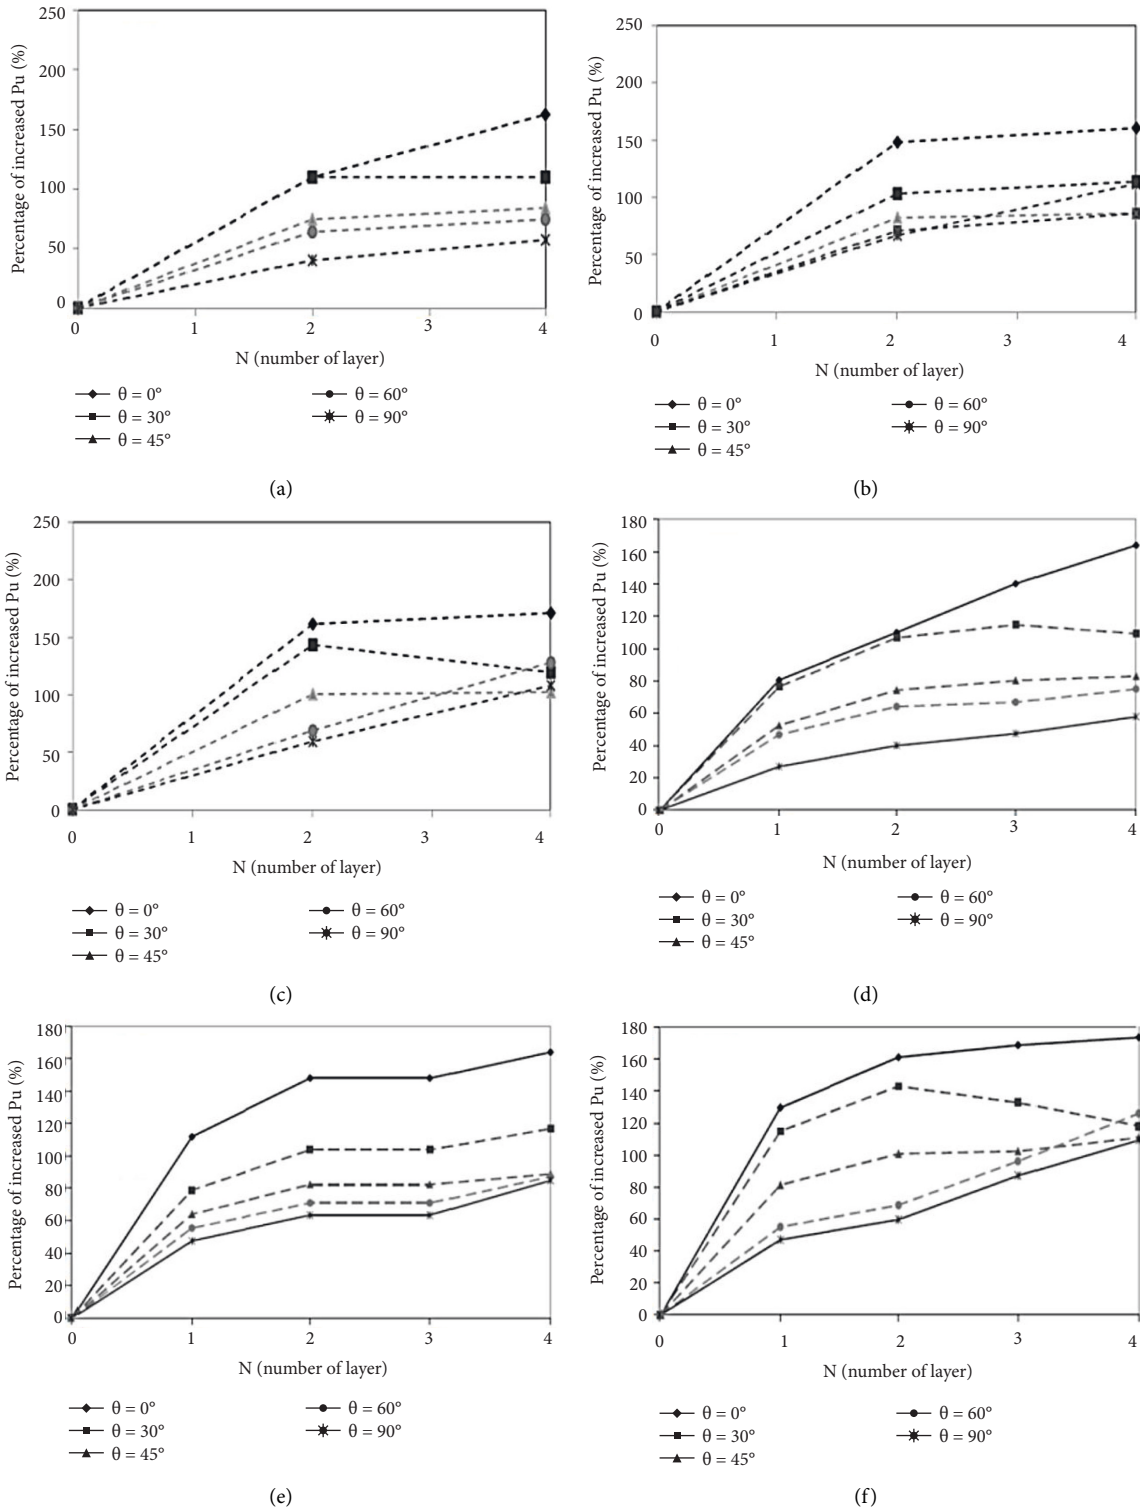 250
200
150
100
50
0
Percentage of increased Pu (%)
0 1 2 3 4
N (number of layer)
θ = 0° θ = 60°
θ = 30° θ = 90°
θ = 45°
(a)
250
200
150
100
50
0
Percentage of increased Pu (%)
0 1 2 3 4
N (number of layer)
θ = 0° θ = 60°
θ = 30° θ = 90°
θ = 45°
(b)
250
200
150
100
50
0
Percentage of increased Pu (%)
0 1 2 3 4
N (number of layer)
θ = 0° θ = 60°
θ = 30° θ = 90°
θ = 45°
(c)
180
160
140
120
100
80
60
40
20
0
Percentage of increased Pu (%)
0 1 2 3 4
N (number of layer)
θ = 0° θ = 60°
θ = 30° θ = 90°
θ = 45°
(d)
180
160
140
120
100
80
60
40
20
0
Percentage of increased Pu (%)
0 1 2 3 4
N (number of layer)
θ = 0° θ = 60°
θ = 30° θ = 90°
θ = 45°
(e)
180
160
140
120
100
80
60
40
20
0
Percentage of increased Pu (%)
0 1 2 3 4
N (number of layer)
θ = 0° θ = 60°
θ = 30° θ = 90°
θ = 45°
(f)